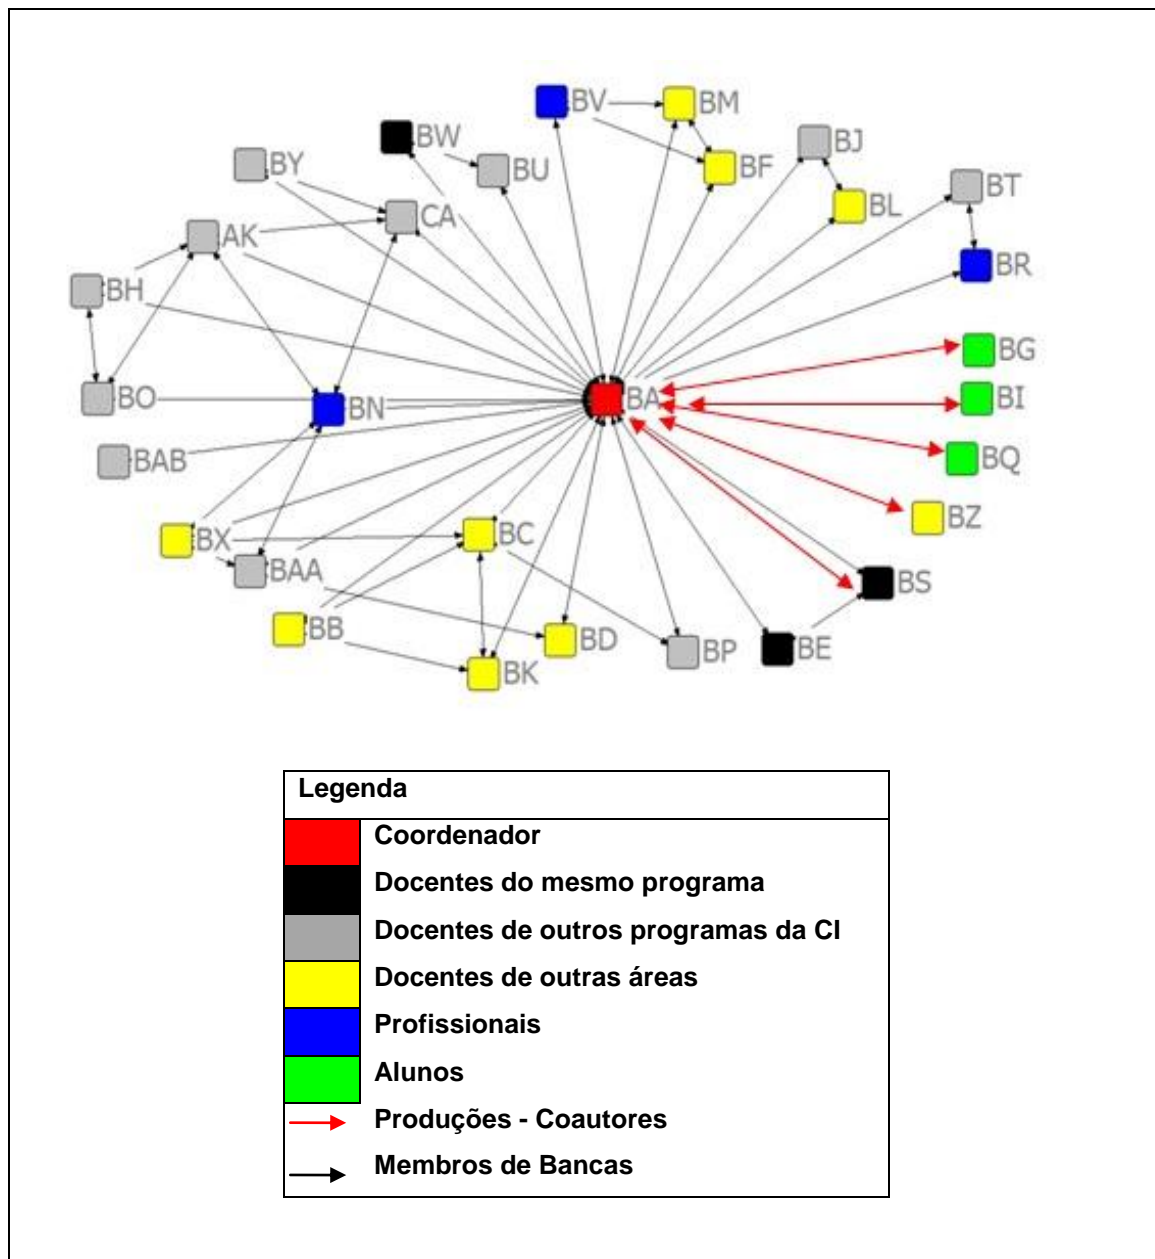 BV
BM
BW
BJ
BY
BU
BF
BT
CA
BL
AK
BR
BH
BG
BO
BN
BA
BI
BAB
BQ
BX
BC
BZ
BAA
BS
BB
BD
BP
BE
BK
Legenda
Coordenador
Docentes do mesmo programa
Docentes de outros programas da CI
Docentes de outras áreas
Profissionais
Alunos
Produções - Coautores
Membros de Bancas